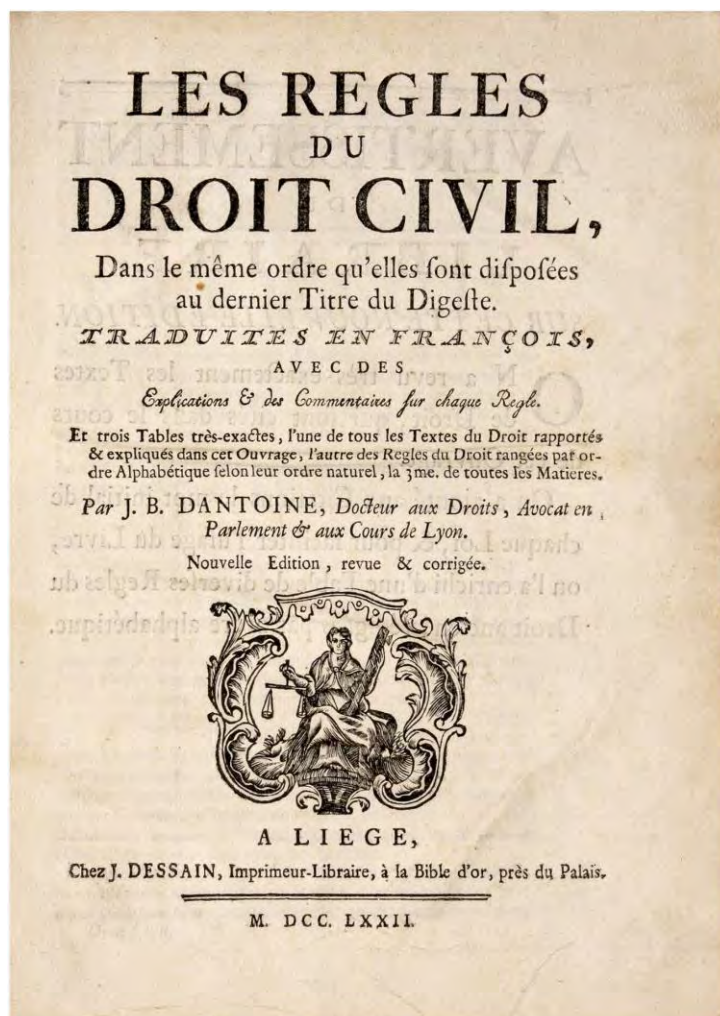 LES REGLES
DU
DROIT CIVIL,
Dans le même ordre qu'elles ſont diſpoſées
au dernier Titre du Digeſte.
TRADUITES EN FRANÇOIS,
AVEC DES
Explications & des Commentaires ſur chaque Regle.
Et trois Tables très-exactes, l'une de tous les Textes du Droit rapportés
& expliqués dans cet Ouvrage, l'autre des Regles du Droit rangées par or-
dre Alphabétique ſelon leur ordre naturel, la 3me. de toutes les Matieres.
Par J. B. DANTOINE, Docteur aux Droits, Avocat en
Parlement & aux Cours de Lyon.
Nouvelle Edition, revue & corrigée.
A LIEGE,
Chez J. DESSAIN, Imprimeur-Libraire, à la Bible d'or, près du Palais.
M. DCC. LXXII.